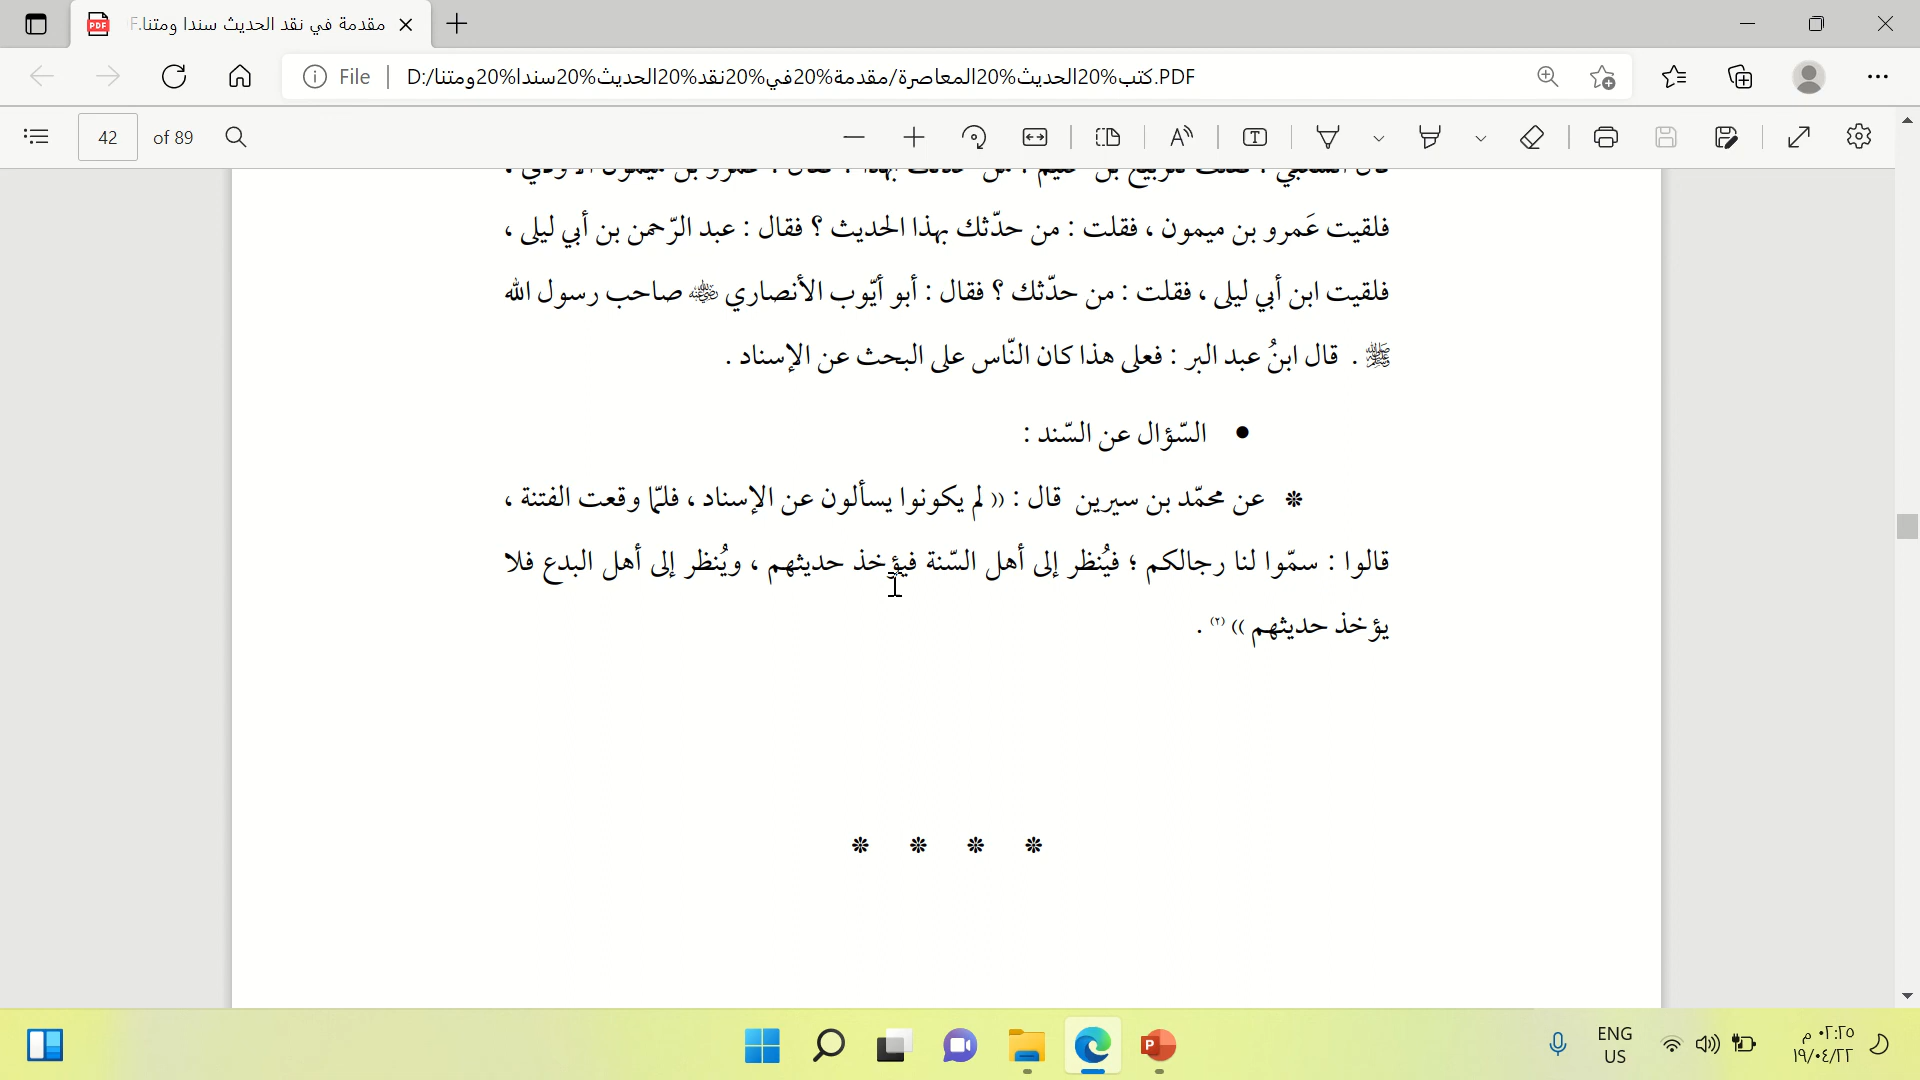 مقدمة في نقد الحديث سندا ومتنا.F
File
D:/كتب%20الحديث%20المعاصرة/مقدمة%20في%20نقد%20الحديث%20سندا%20ومتنا.PDF
42 of 89
فلقيت عَمرو بن ميمون ، فقلت : من حدّثك بهذا الحديث ؟ فقال : عبد الرّحمن بن أبي ليلى ،
فلقيت ابن أبي ليلى ، فقلت : من حدّثك ؟ فقال : أبو أيّوب الأنصاري رضي الله عنه صاحب رسول الله
ﷺ . قال ابنُ عبد البر : فعلى هذا كان النّاس على البحث عن الإسناد .
● السّؤال عن السّند :
❊ عن محمّد بن سيرين قال : (( لم يكونوا يسألون عن الإسناد ، فلمّا وقعت الفتنة ،
قالوا : سمّوا لنا رجالكم ؛ فيُنظر إلى أهل السّنة فيؤخذ حديثهم ، ويُنظر إلى أهل البدع فلا
يؤخذ حديثهم )) (٢) .
❊ ❊ ❊ ❊
ENG
US
٠٢:٢٥ م
١٩/٠٤/٢٢